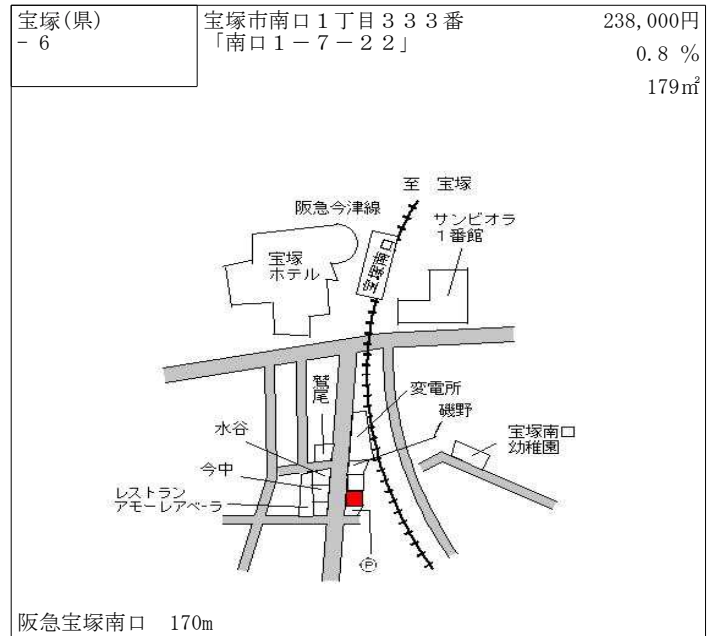 宝塚(県)
－６
宝塚市南口１丁目３３３番
「南口１－７－２２」
238,000円
0.8 %
179㎡
至 宝塚
阪急今津線
サンビオラ
１番館
宝塚
ホテル
宝塚南口
鷲尾
変電所
磯野
水谷
宝塚南口
幼稚園
今中
レストラン
アモーレアベーラ
Ⓟ
阪急宝塚南口 170m